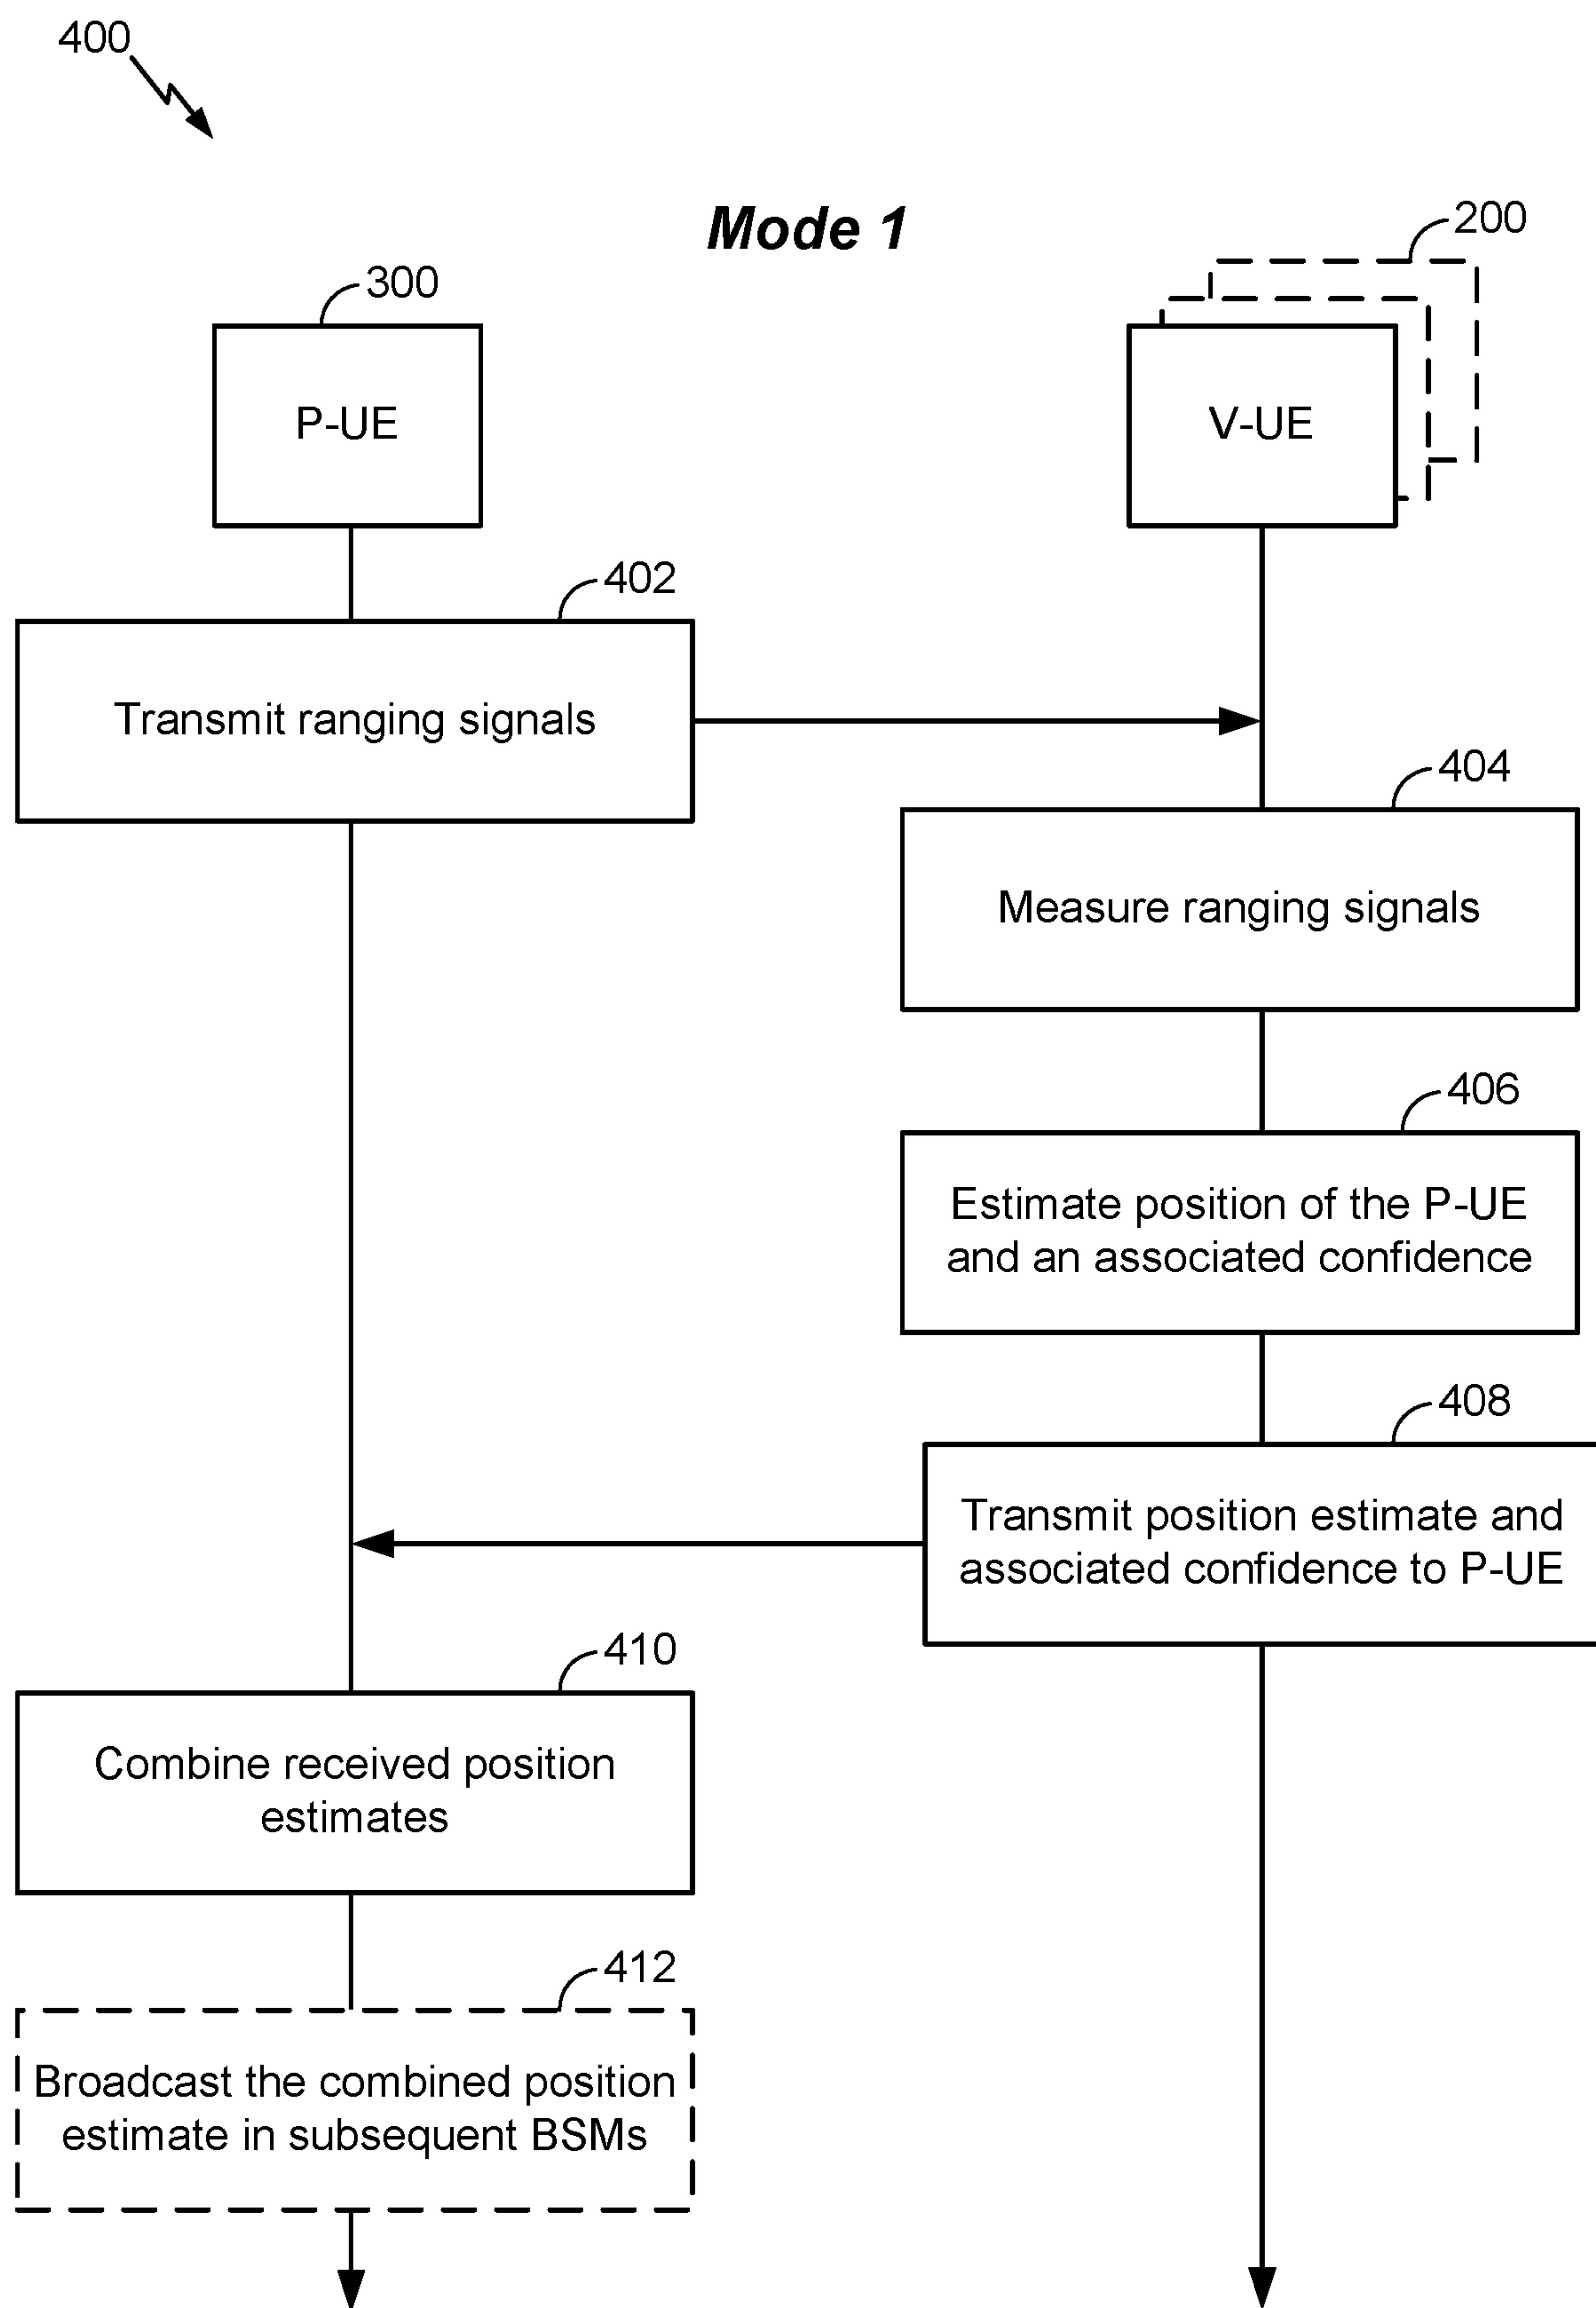 400
Mode 1
200
300
P-UE
V-UE
402
Transmit ranging signals
404
Measure ranging signals
406
Estimate position of the P-UE
and an associated confidence
408
Transmit position estimate and
associated confidence to P-UE
410
Combine received position
estimates
412
Broadcast the combined position
estimate in subsequent BSMs